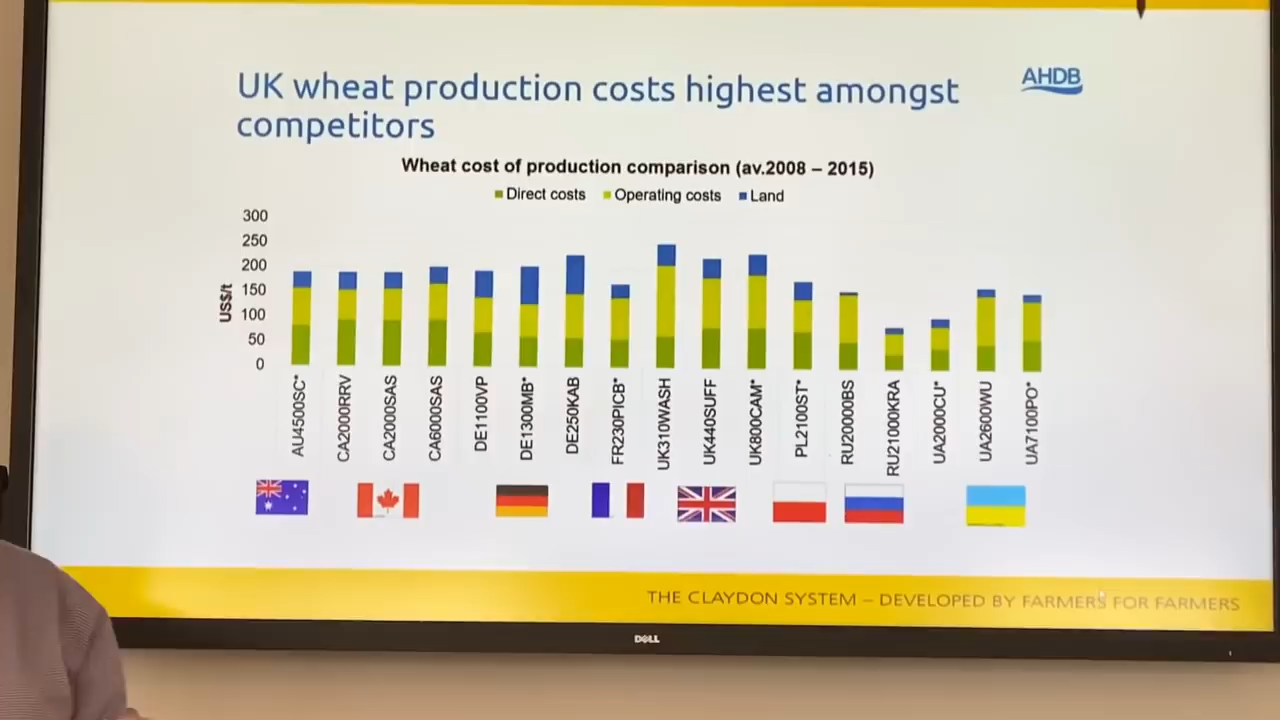 UK wheat production costs highest amongst
competitors
AHDB
Wheat cost of production comparison (av.2008 – 2015)
Direct costs Operating costs Land
300
250
200
150
100
50
0
US$/t
AU4500SC*
CA2000RRV
CA2000SAS
CA6000SAS
DE1100VP
DE1300MB*
DE250KAB
FR230PICB*
UK310WASH
UK440SUFF
UK800CAM*
PL2100ST*
RU20000BS
RU21000KRA
UA2000CU*
UA2600WU
UA7100PO*
THE CLAYDON SYSTEM – DEVELOPED BY FARMERS FOR FARMERS
DELL